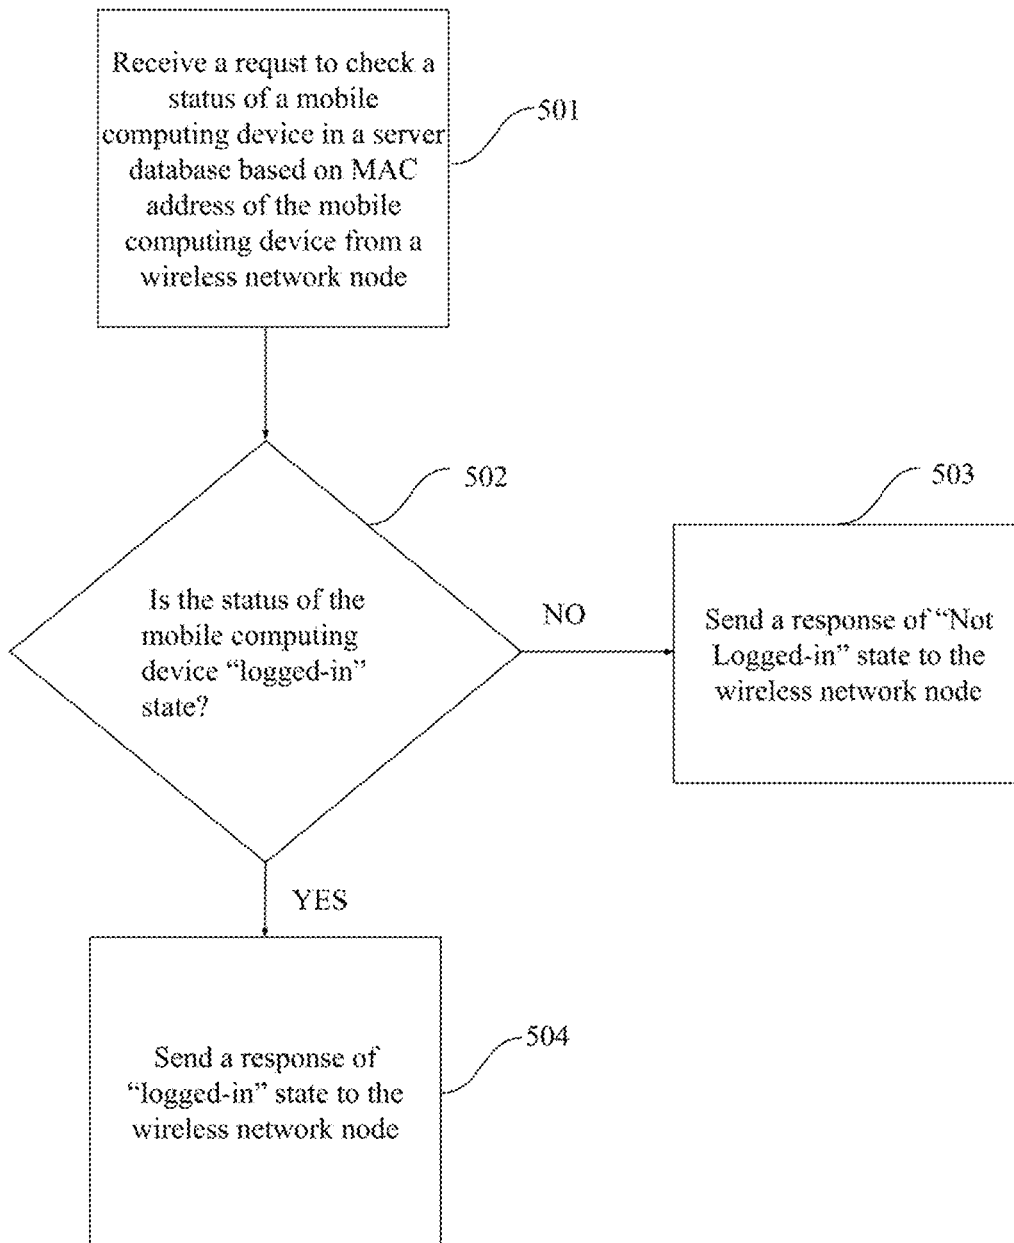 Receive a requst to check a
status of a mobile
computing device in a server
database based on MAC
address of the mobile
computing device from a
wireless network node
501
502
Is the status of the
mobile computing
device “logged-in”
state?
NO
503
Send a response of “Not
Logged-in” state to the
wireless network node
YES
504
Send a response of
“logged-in” state to the
wireless network node